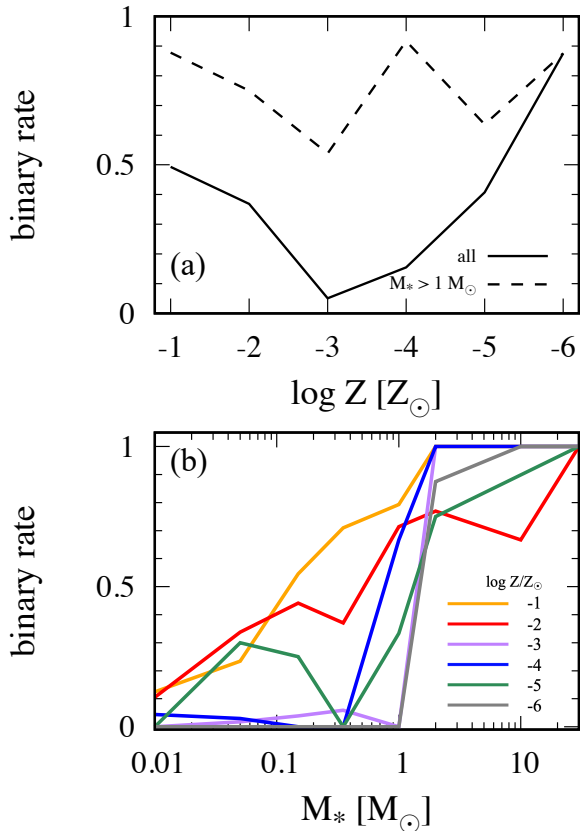 1
0.5
0
binary rate
(a)
all
M* > 1 M⊙
-1 -2 -3 -4 -5 -6
log Z [Z⊙]
1
0.5
0
binary rate
(b)
log Z/Z⊙
-1
-2
-3
-4
-5
-6
0.01 0.1 1 10
M* [M⊙]